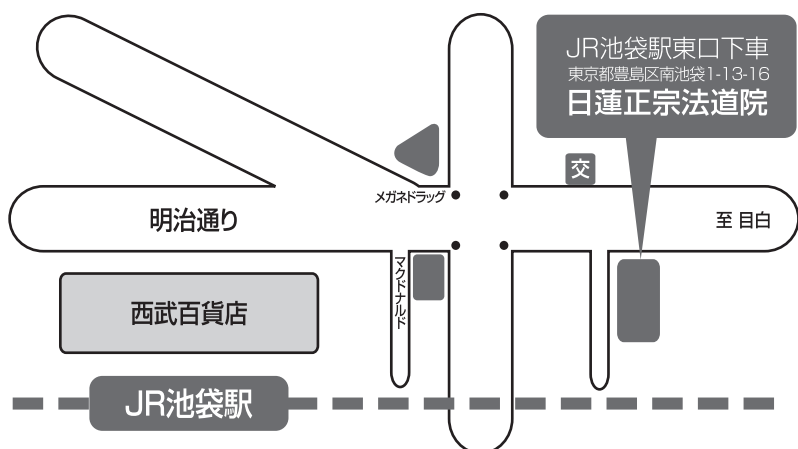 JR池袋駅東口下車
東京都豊島区南池袋1-13-16
日蓮正宗法道院
交
メガネドラッグ
明治通り
至 目白
マクドナルド
西武百貨店
JR池袋駅